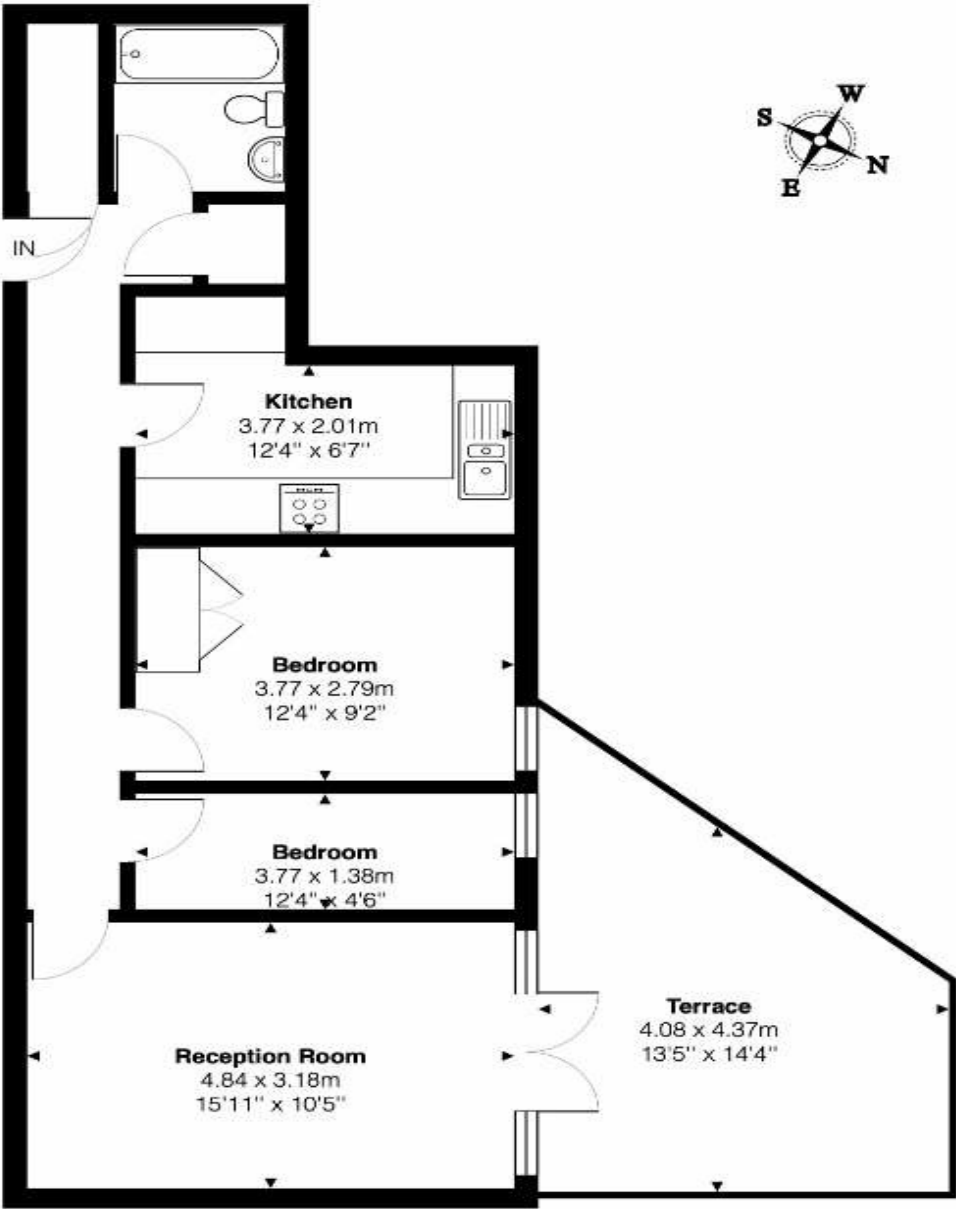 W
S
N
E
IN
Kitchen
3.77 x 2.01m
12'4" x 6'7"
Bedroom
3.77 x 2.79m
12'4" x 9'2"
Bedroom
3.77 x 1.38m
12'4" x 4'6"
Terrace
4.08 x 4.37m
13'5" x 14'4"
Reception Room
4.84 x 3.18m
15'11" x 10'5"